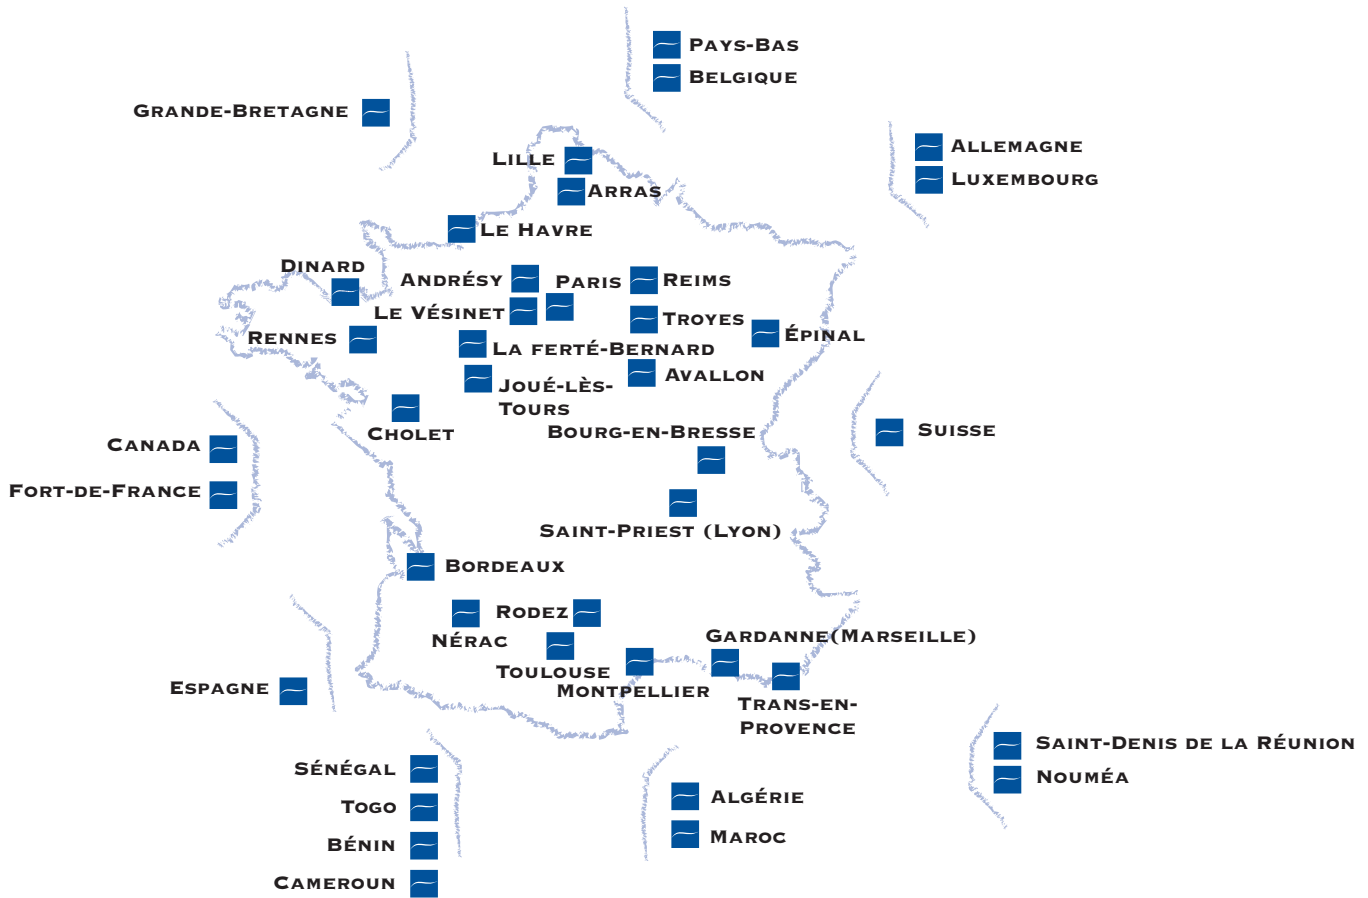 Pays-Bas
Belgique
Grande-Bretagne
Allemagne
Luxembourg
Lille
Arras
Le Havre
Dinard
Andrésy
Paris
Reims
Le Vésinet
Troyes
Épinal
Rennes
La ferté-Bernard
Avallon
Joué-lès-
Tours
Cholet
Bourg-en-Bresse
Suisse
Canada
Fort-de-France
Saint-Priest (Lyon)
Bordeaux
Rodez
Nérac
Gardanne(Marseille)
Toulouse
Montpellier
Espagne
Trans-en-
Provence
Saint-Denis de la Réunion
Nouméa
Sénégal
Togo
Bénin
Cameroun
Algérie
Maroc